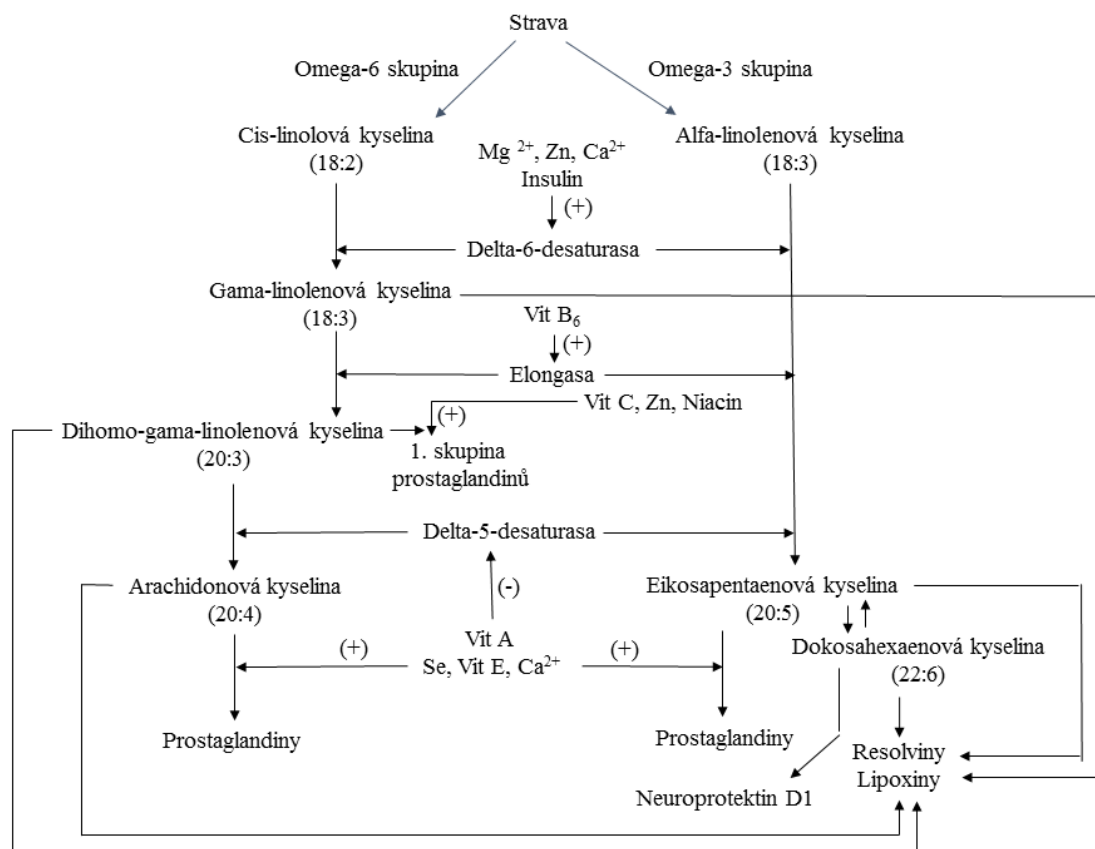 Strava
Omega-6 skupina
Omega-3 skupina
Cis-linolová kyselina
(18:2)
Mg ²⁺, Zn, Ca²⁺
Insulin
(+)
Alfa-linolenová kyselina
(18:3)
Delta-6-desaturasa
Gama-linolenová kyselina
(18:3)
Vit B₆
(+)
Elongasa
Vit C, Zn, Niacin
(+)
Dihomo-gama-linolenová kyselina
(20:3)
1. skupina
prostaglandinů
Delta-5-desaturasa
Arachidonová kyselina
(20:4)
(-)
Eikosapentaenová kyselina
(20:5)
Vit A
(+)
Se, Vit E, Ca²⁺
(+)
Dokosahexaenová kyselina
(22:6)
Prostaglandiny
Prostaglandiny
Resolviny
Lipoxiny
Neuroprotektin D1